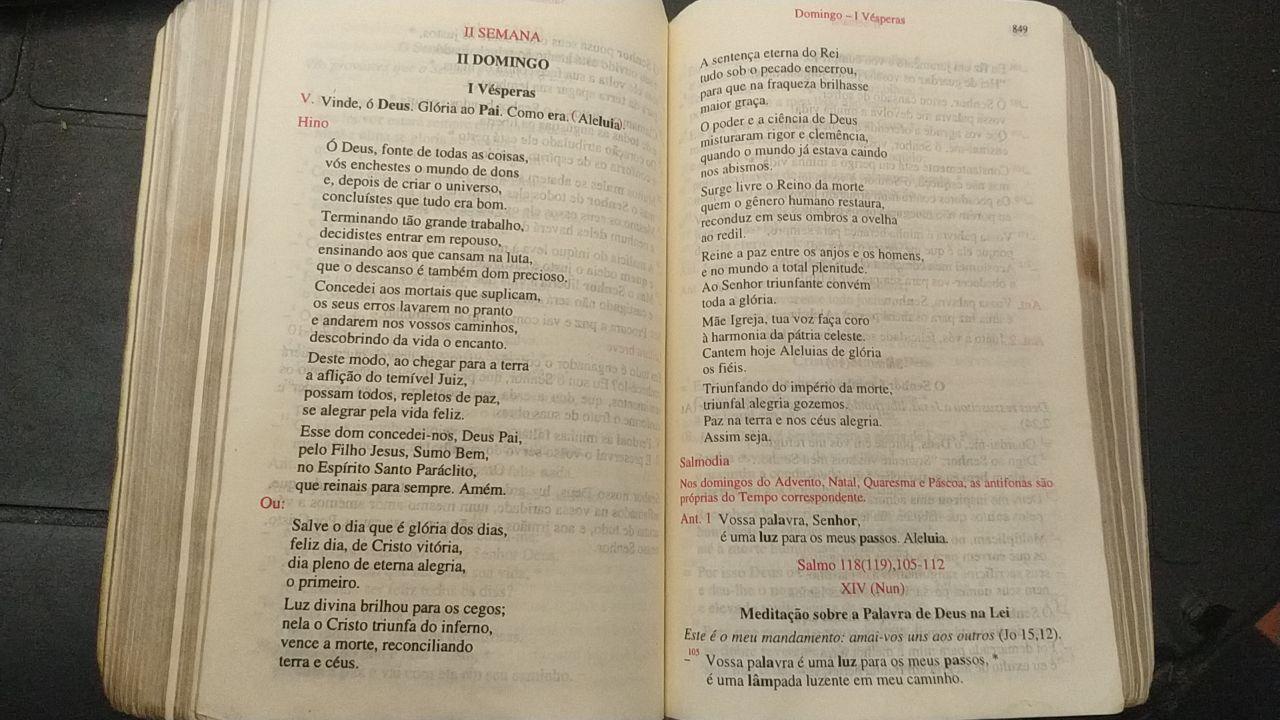 II SEMANA
II DOMINGO
I Vésperas
V. Vinde, ó Deus. Glória ao Pai. Como era. (Aleluia).
Hino
Ó Deus, fonte de todas as coisas,
vós enchestes o mundo de dons
e, depois de criar o universo,
concluístes que tudo era bom.
Terminando tão grande trabalho,
decidistes entrar em repouso,
ensinando aos que cansam na luta,
que o descanso é também dom precioso.
Concedei aos mortais que suplicam,
os seus erros lavarem no pranto
e andarem nos vossos caminhos,
descobrindo da vida o encanto.
Deste modo, ao chegar para a terra
a aflição do temível Juiz,
possam todos, repletos de paz,
se alegrar pela vida feliz.
Esse dom concedei-nos, Deus Pai,
pelo Filho Jesus, Sumo Bem,
no Espírito Santo Paráclito,
que reinais para sempre. Amém.
Ou:
Salve o dia que é glória dos dias,
feliz dia, de Cristo vitória,
dia pleno de eterna alegria,
o primeiro.
Luz divina brilhou para os cegos;
nela o Cristo triunfa do inferno,
vence a morte, reconciliando
terra e céus.
Domingo – I Vésperas
849
A sentença eterna do Rei
tudo sob o pecado encerrou,
para que na fraqueza brilhasse
maior graça.
O poder e a ciência de Deus
misturaram rigor e clemência,
quando o mundo já estava caindo
nos abismos.
Surge livre o Reino da morte
quem o gênero humano restaura,
reconduz em seus ombros a ovelha
ao redil.
Reine a paz entre os anjos e os homens,
e no mundo a total plenitude.
Ao Senhor triunfante convém
toda a glória.
Mãe Igreja, tua voz faça coro
à harmonia da pátria celeste.
Cantem hoje Aleluias de glória
os fiéis.
Triunfando do império da morte,
triunfal alegria gozemos.
Paz na terra e nos céus alegria.
Assim seja.
Salmodia
Nos domingos do Advento, Natal, Quaresma e Páscoa, as antífonas são
próprias do Tempo correspondente.
Ant. 1 Vossa palavra, Senhor,
é uma luz para os meus passos. Aleluia.
Salmo 118(119),105-112
XIV (Nun)
Meditação sobre a Palavra de Deus na Lei
Este é o meu mandamento: amai-vos uns aos outros (Jo 15,12).
– 105 Vossa palavra é uma luz para os meus passos, *
é uma lâmpada luzente em meu caminho.